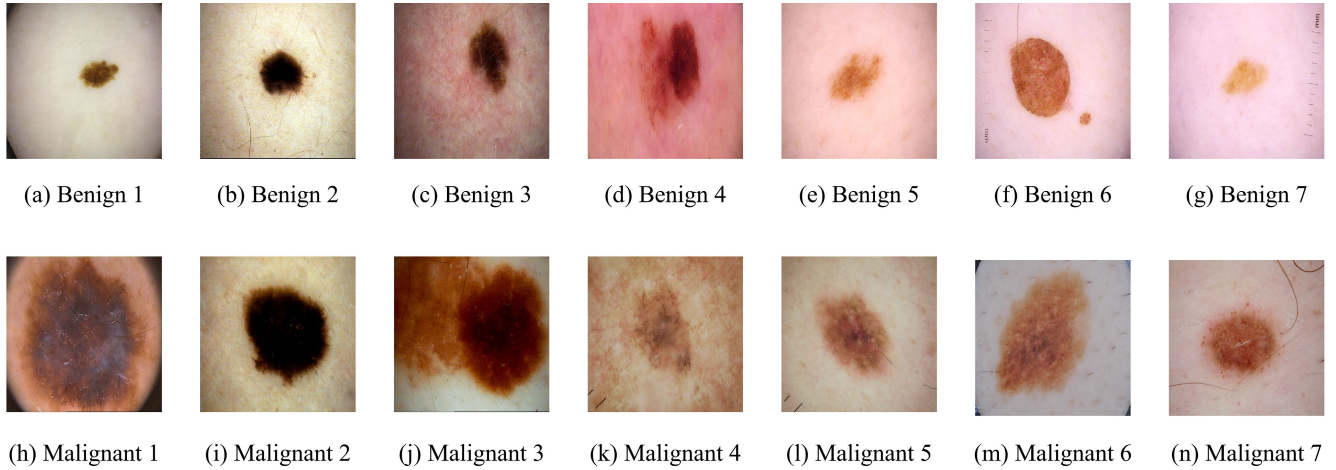 (a) Benign 1
(b) Benign 2
(c) Benign 3
(d) Benign 4
(e) Benign 5
(f) Benign 6
(g) Benign 7
(h) Malignant 1
(i) Malignant 2
(j) Malignant 3
(k) Malignant 4
(l) Malignant 5
(m) Malignant 6
(n) Malignant 7